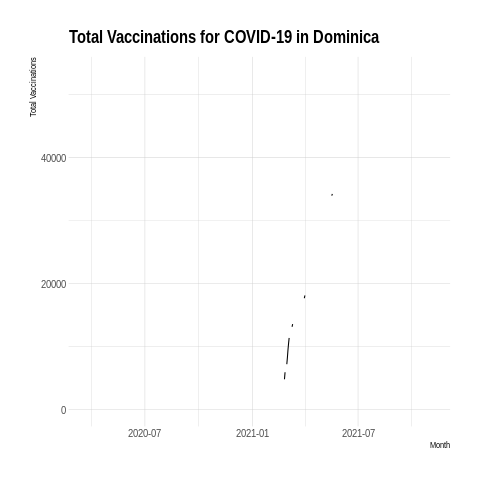 Total Vaccinations for COVID-19 in Dominica
Total Vaccinations
40000
20000
0
2020-07
2021-01
2021-07
Month